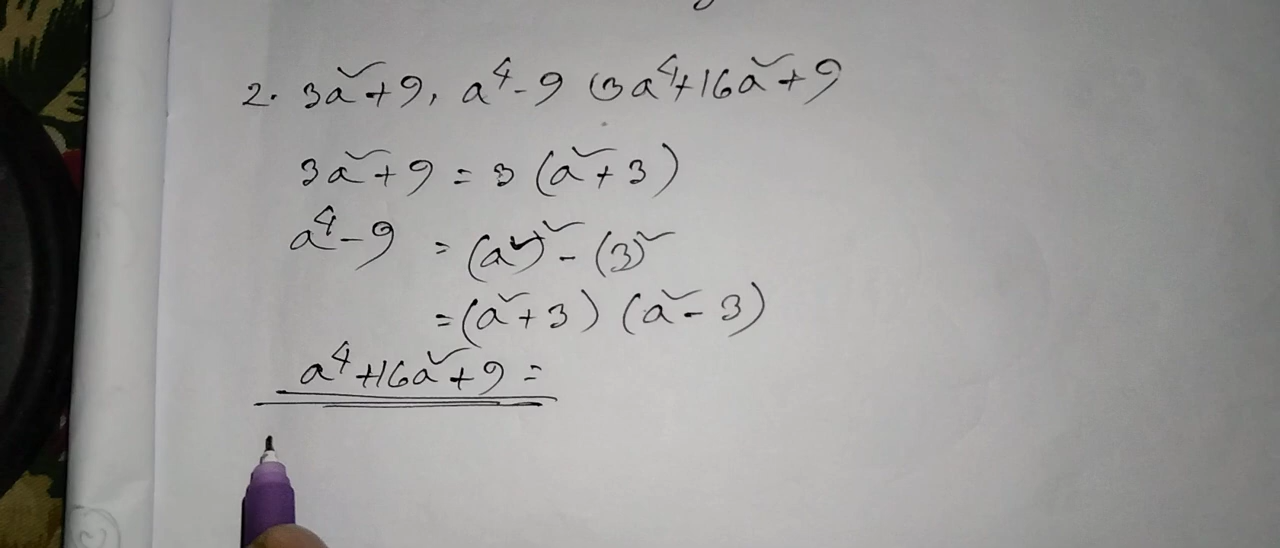 2. 3a²+9, a⁴-9 ও a⁴+16a²+9
3a²+9 = 3 (a²+3)
a⁴-9 = (a²)² - (3)²
= (a²+3) (a²-3)
a⁴+16a²+9 =